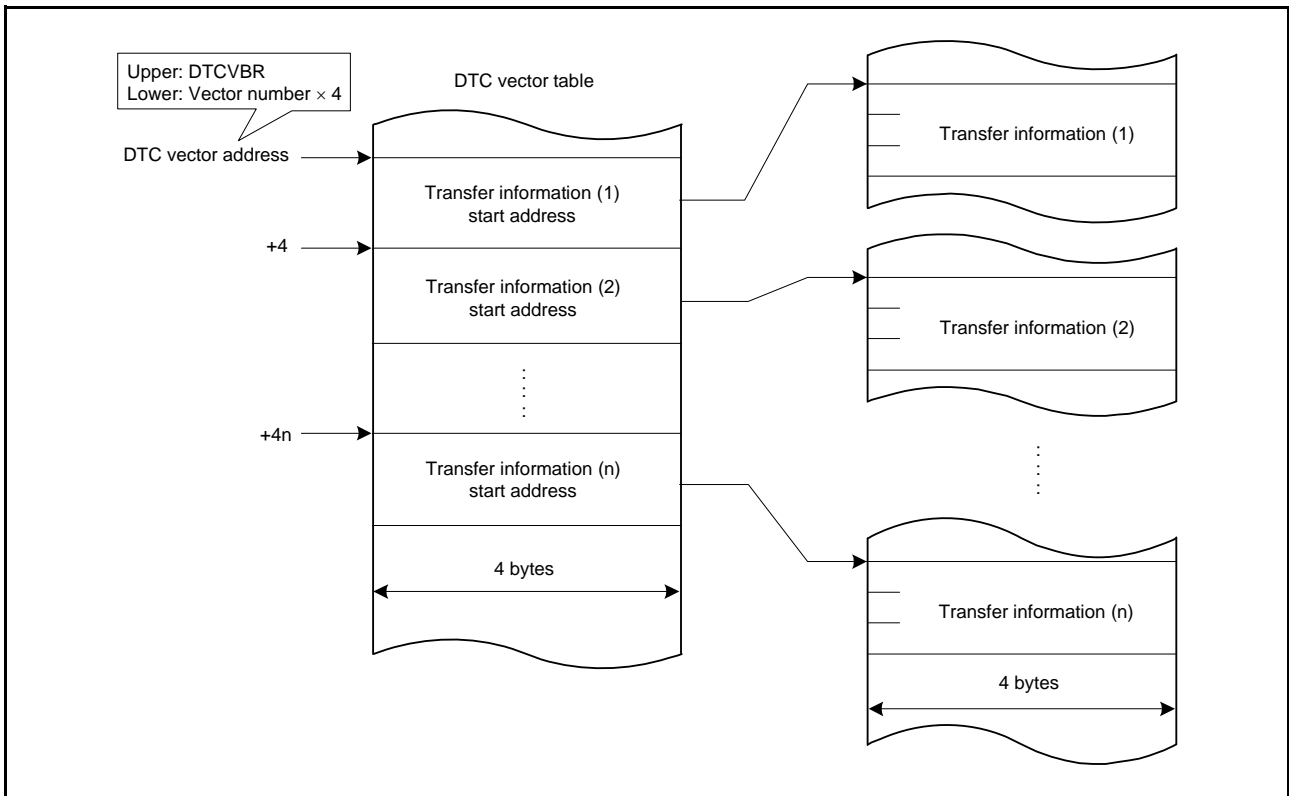 Upper: DTCVBR
Lower: Vector number × 4
DTC vector table
DTC vector address
Transfer information (1)
start address
+4
Transfer information (2)
start address
+4n
Transfer information (n)
start address
4 bytes
Transfer information (1)
Transfer information (2)
Transfer information (n)
4 bytes